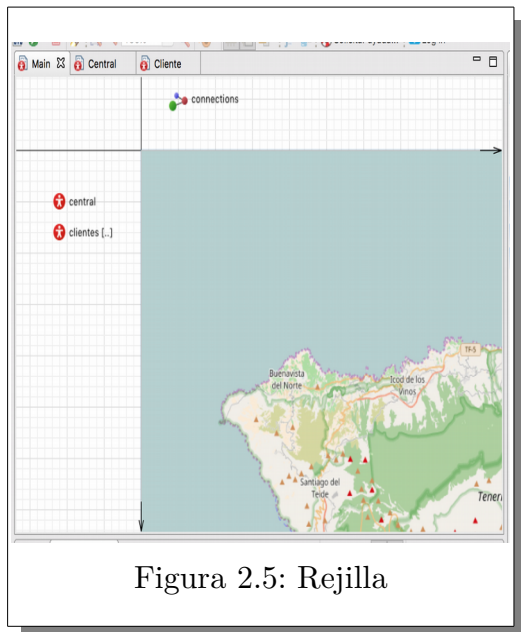 Main Central Cliente
connections
central
clientes [..]
TF-5
Buenavista
del Norte
Icod de los
Vinos
Santiago del
Teide
Figura 2.5: Rejilla